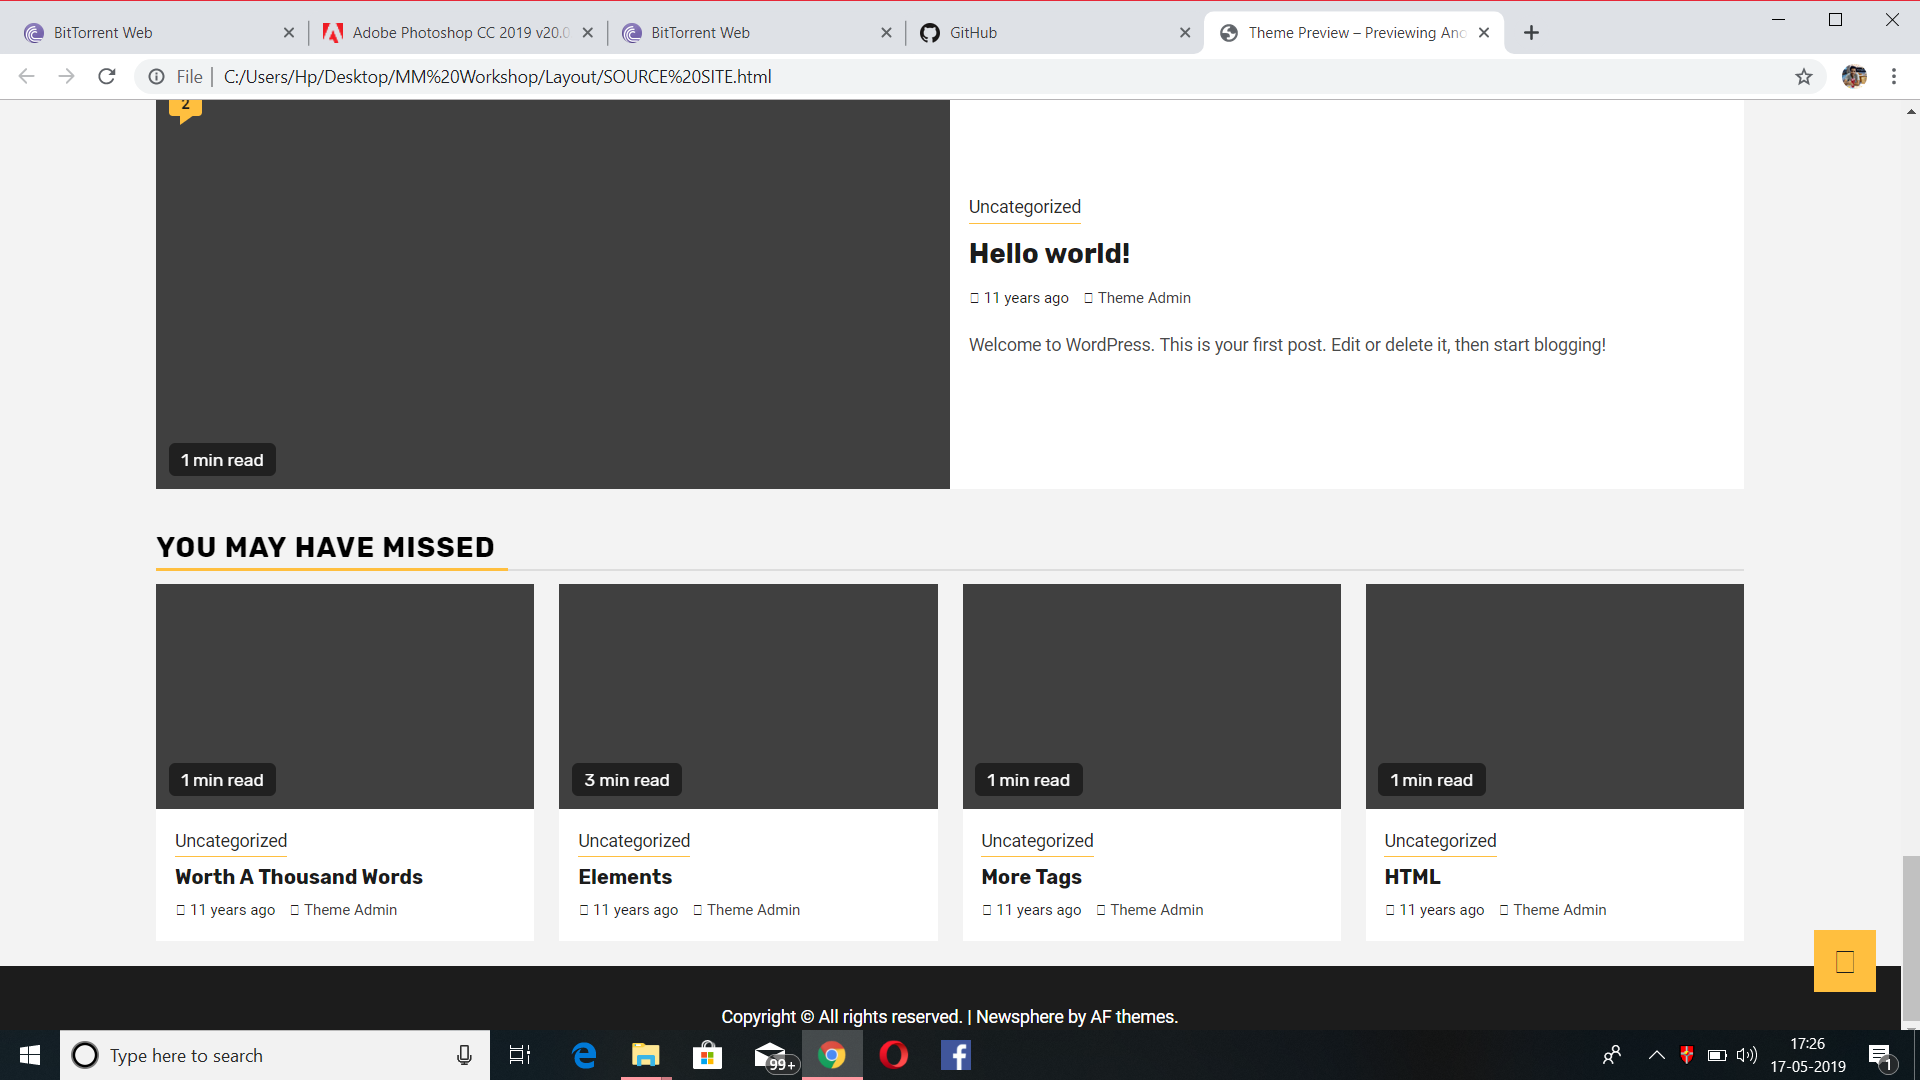 BitTorrent Web
Adobe Photoshop CC 2019 v20.0
BitTorrent Web
GitHub
Theme Preview – Previewing Ano
File | C:/Users/Hp/Desktop/MM%20Workshop/Layout/SOURCE%20SITE.html
2
1 min read
Uncategorized
Hello world!
11 years ago Theme Admin
Welcome to WordPress. This is your first post. Edit or delete it, then start blogging!
YOU MAY HAVE MISSED
1 min read
Uncategorized
Worth A Thousand Words
11 years ago Theme Admin
3 min read
Uncategorized
Elements
11 years ago Theme Admin
1 min read
Uncategorized
More Tags
11 years ago Theme Admin
1 min read
Uncategorized
HTML
11 years ago Theme Admin
Copyright © All rights reserved. | Newsphere by AF themes.
Type here to search
99+
17:26
17-05-2019
1